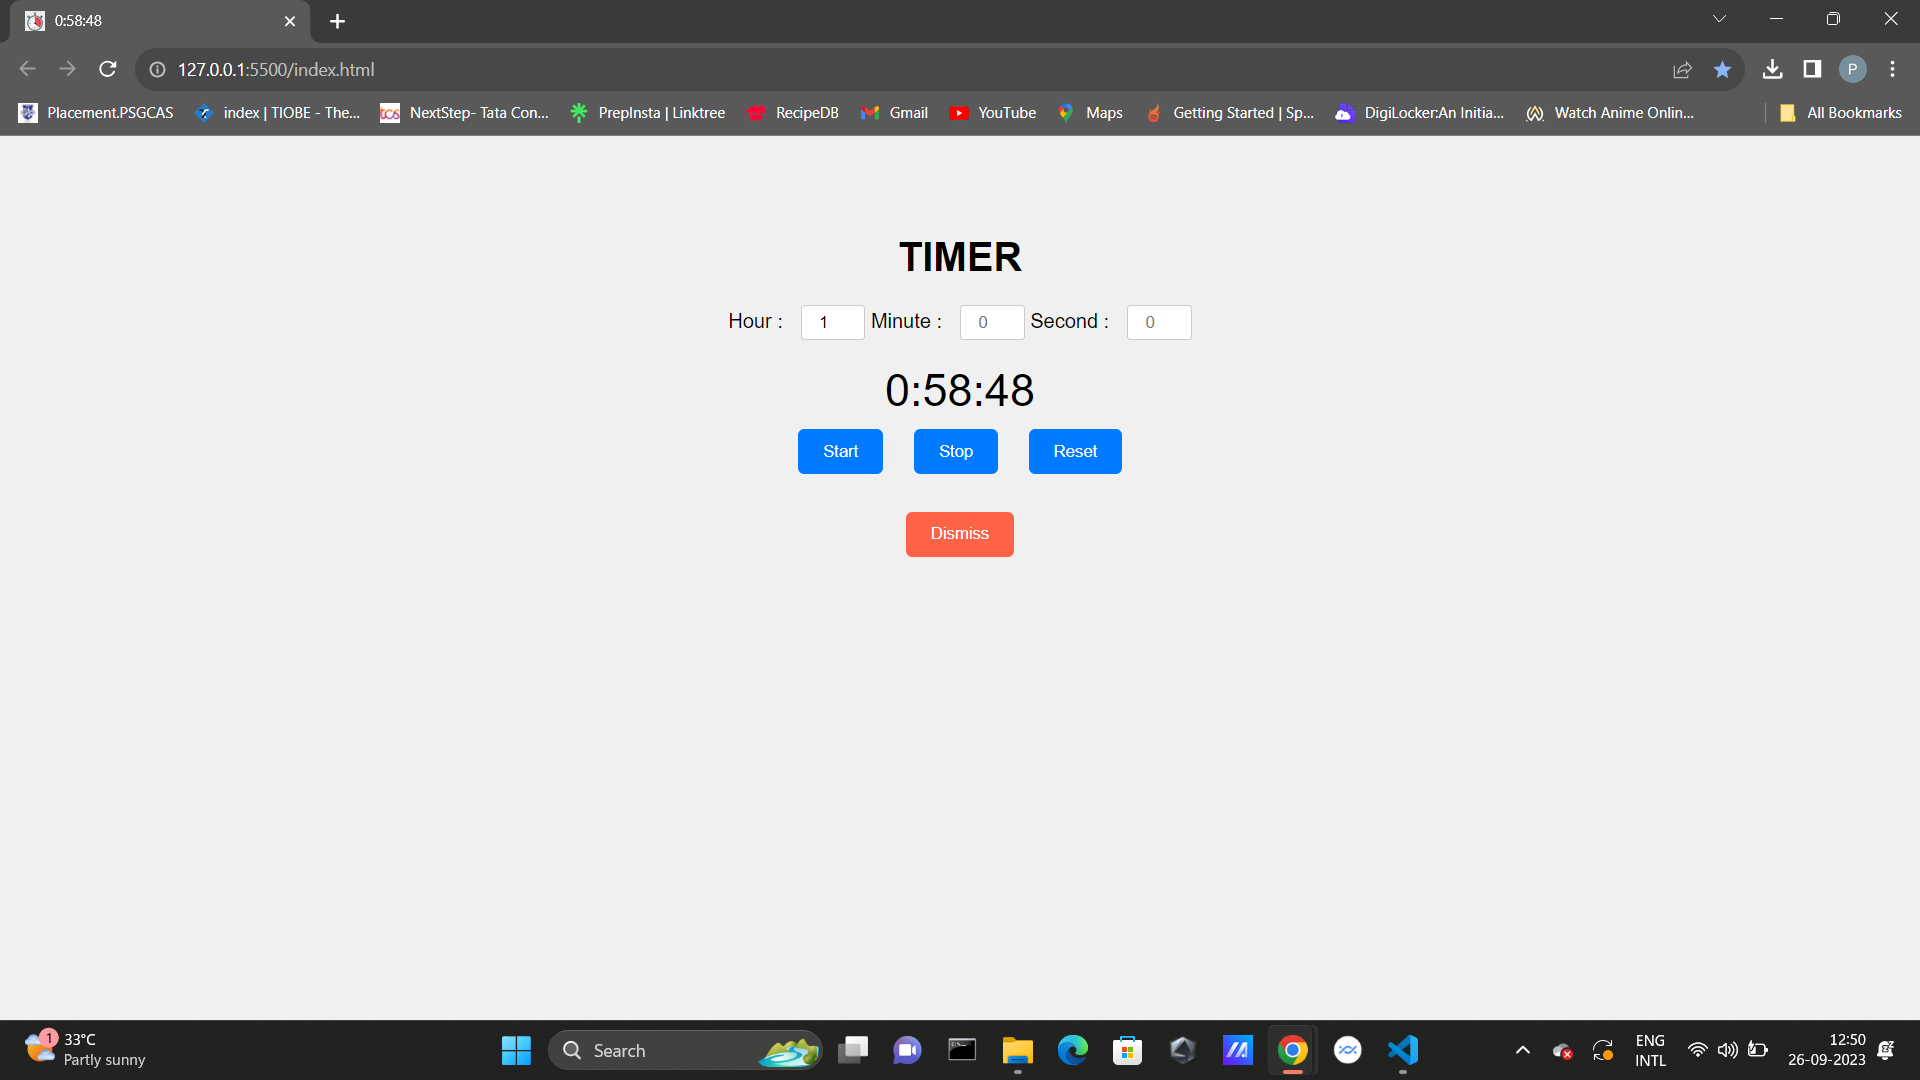 0:58:48
127.0.0.1:5500/index.html
Placement.PSGCAS index | TIOBE - The... tcs NextStep- Tata Con... PrepInsta | Linktree RecipeDB Gmail YouTube Maps Getting Started | Sp... DigiLocker:An Initia... Watch Anime Onlin... All Bookmarks
P
TIMER
Hour : 1 Minute : 0 Second : 0
0:58:48
Start Stop Reset
Dismiss
1
33°C
Partly sunny
Search
ENG
INTL
12:50
26-09-2023